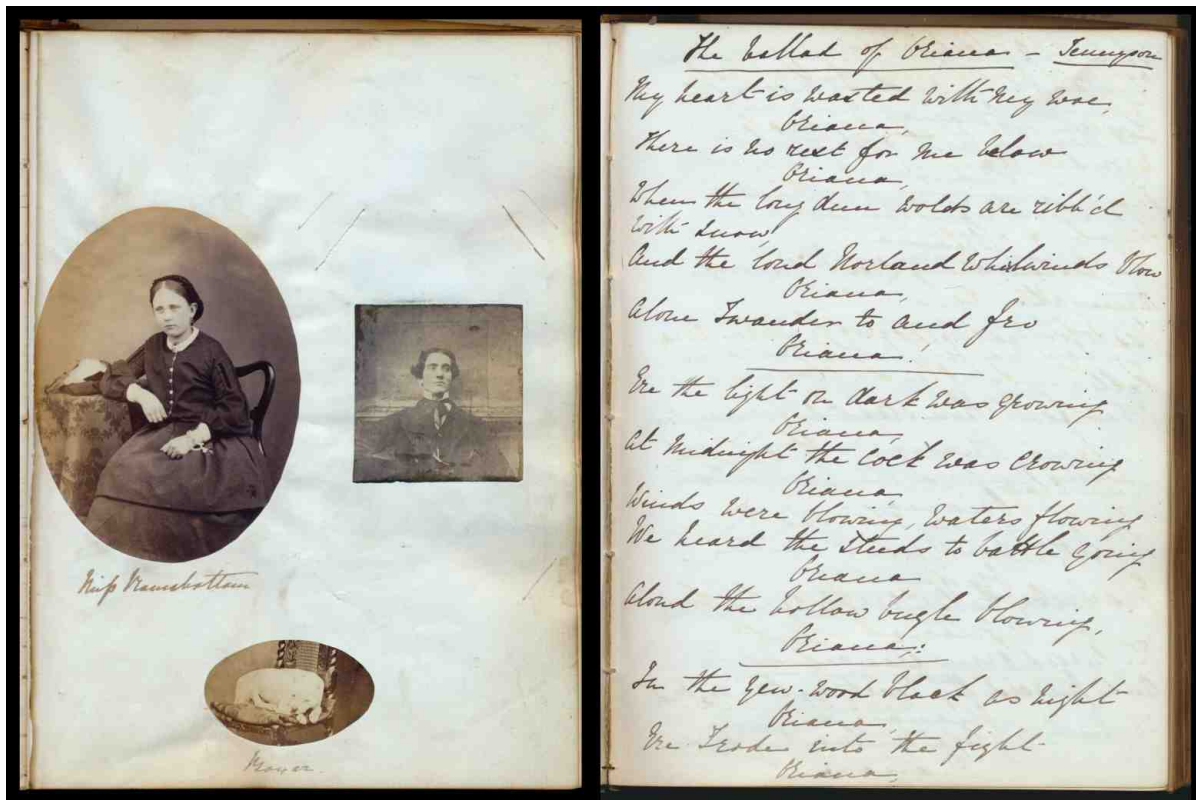 Miss Ramsbottom
Rover.
The ballad of Oriana - Tennyson
My heart is wasted with my woe,
Oriana,
There is no rest for me below
Oriana,
When the long dun wolds are ribb'd
with snow
And the loud Norland whirlwinds blow
Oriana,
Alone I wander to and fro
Oriana!
Ere the light on dark was growing
Oriana,
At midnight the cock was crowing
Oriana,
Winds were blowing, waters flowing
We heard the steeds to battle going
Oriana
Aloud the hollow bugle blowing,
Oriana,:
In the yew-wood black as night
Oriana,
Ere I rode into the fight
Oriana,